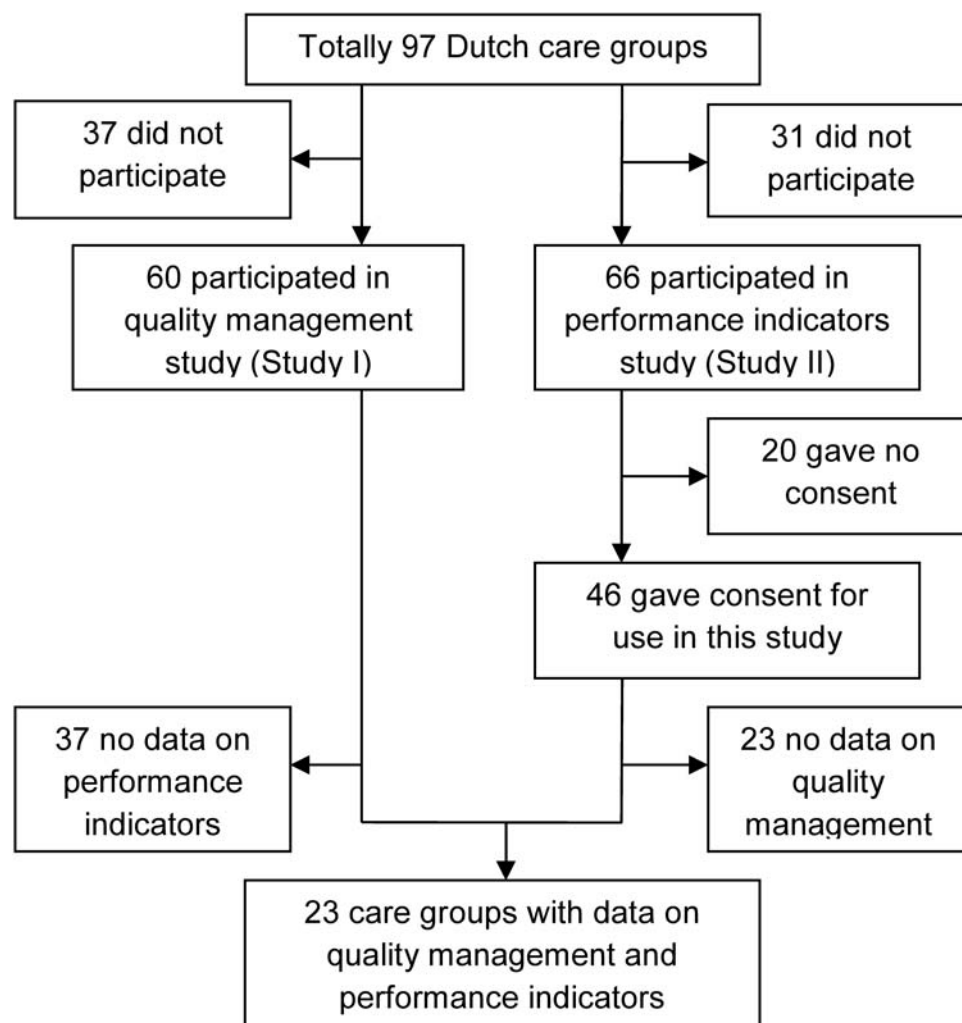 Totally 97 Dutch care groups
37 did not
participate
31 did not
participate
60 participated in
quality management
study (Study I)
66 participated in
performance indicators
study (Study II)
20 gave no
consent
46 gave consent for
use in this study
37 no data on
performance
indicators
23 no data on
quality
management
23 care groups with data on
quality management and
performance indicators